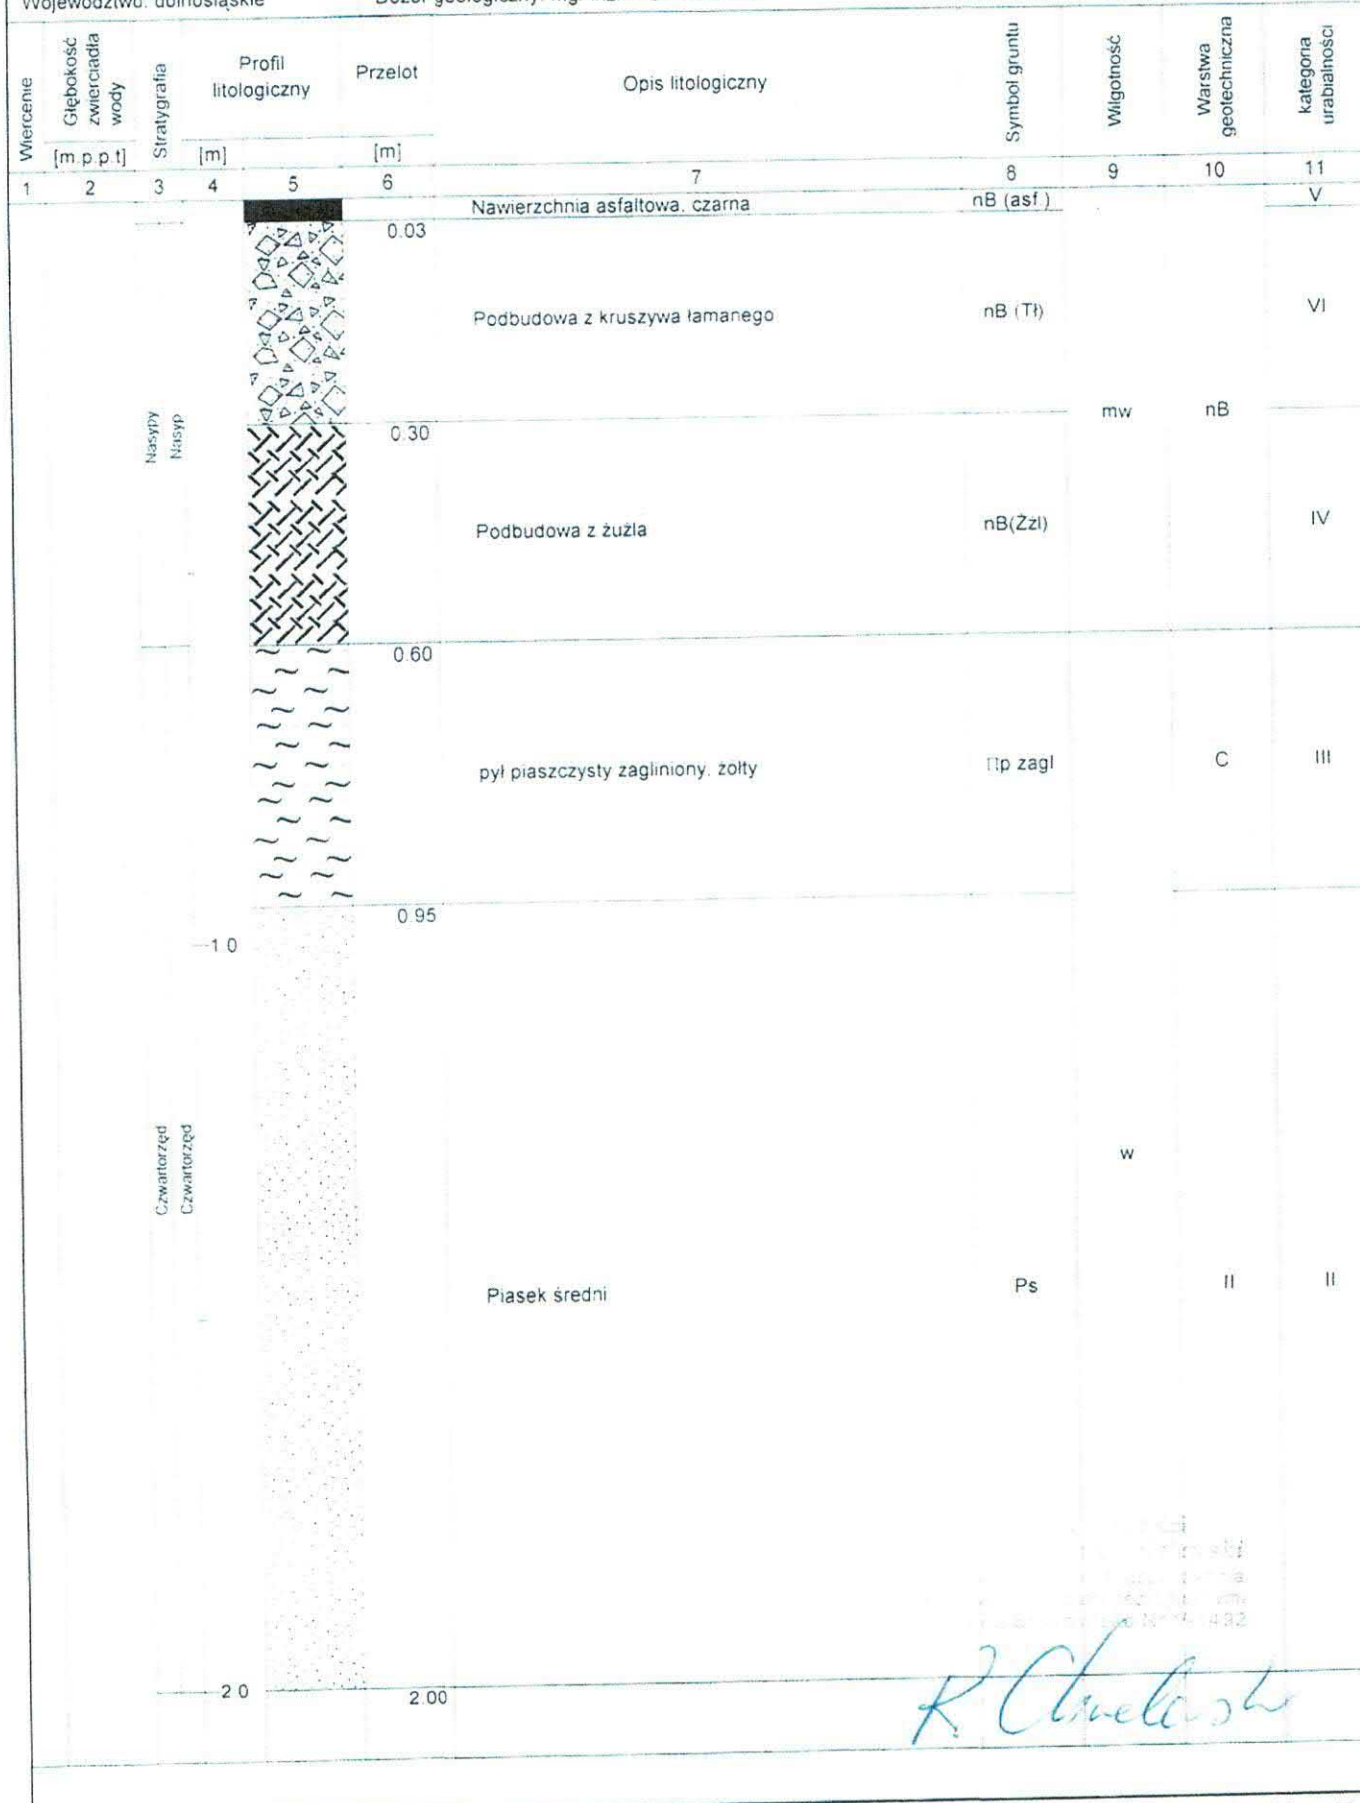 Województwo: dolnośląskie
Wiercenie
Głębokość zwierciadła wody
[m.p.p.t]
Stratygrafia
Profil litologiczny
[m]
Przelot
[m]
Opis litologiczny
Symbol gruntu
Wilgotność
Warstwa geotechniczna
kategoria urabialności
1 2 3 4 5 6 7 8 9 10 11
Nawierzchnia asfaltowa, czarna nB (asf.) V
0.03
Podbudowa z kruszywa łamanego nB (Tł) VI
Nasypy
Nasyp
mw nB
0.30
Podbudowa z żużla nB(Żżl) IV
0.60
pył piaszczysty zagliniony, żółty Πp zagl C III
0.95
1.0
Czwartorzęd
Czwartorzęd
w
Piasek średni Ps II II
2.0 2.00